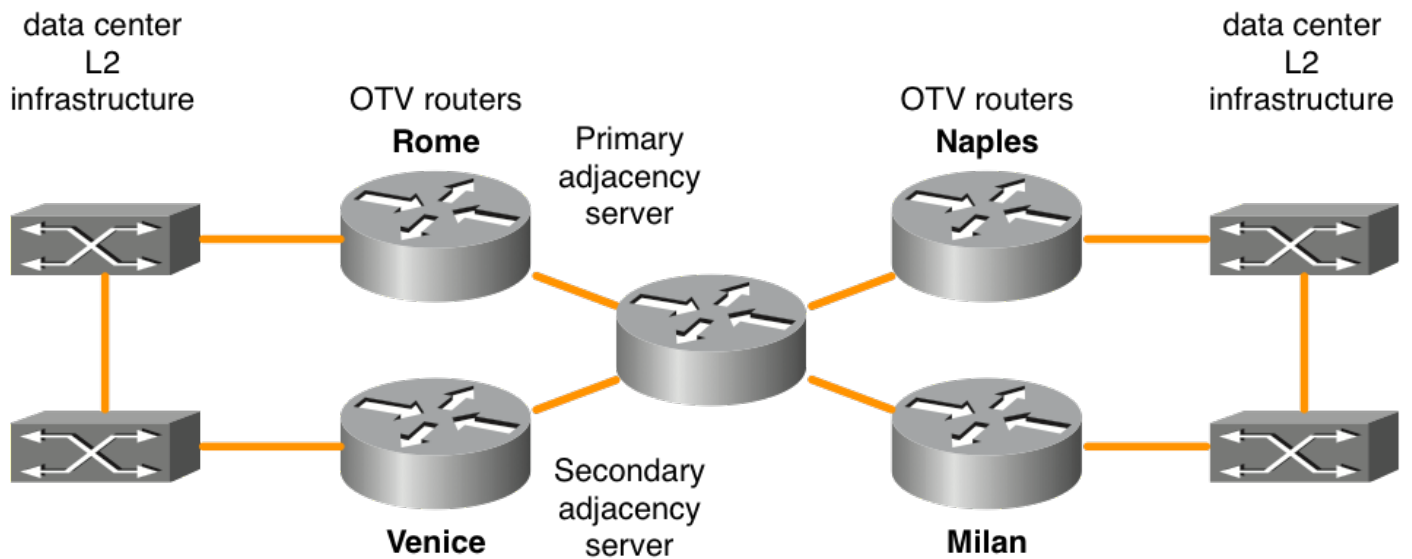 data center
L2
infrastructure
OTV routers
Rome
Primary
adjacency
server
OTV routers
Naples
data center
L2
infrastructure
Venice
Secondary
adjacency
server
Milan